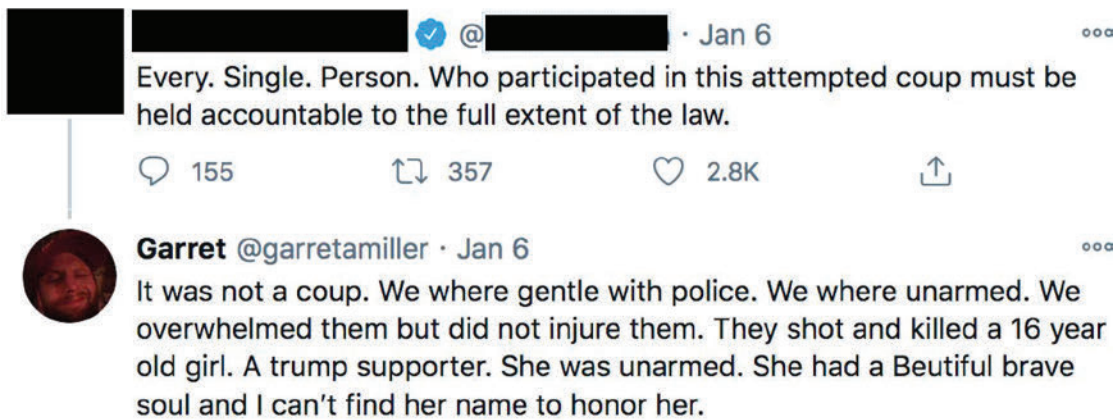 @ · Jan 6
Every. Single. Person. Who participated in this attempted coup must be
held accountable to the full extent of the law.
155 357 2.8K
Garret @garretamiller · Jan 6
It was not a coup. We where gentle with police. We where unarmed. We
overwhelmed them but did not injure them. They shot and killed a 16 year
old girl. A trump supporter. She was unarmed. She had a Beutiful brave
soul and I can't find her name to honor her.